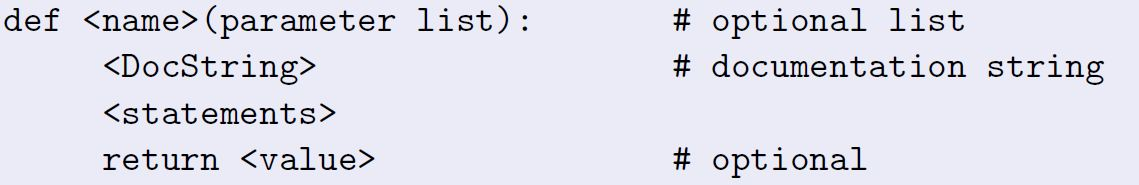 def <name>(parameter list):       # optional list
     <DocString>                  # documentation string
     <statements>
     return <value>               # optional